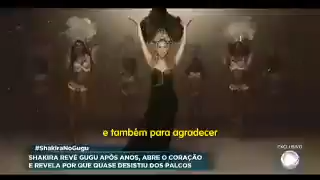 e também para agradecer
#ShakiraNoGugu
EXCLUSIVO
SHAKIRA REVÊ GUGU APÓS ANOS, ABRE O CORAÇÃO
E REVELA POR QUE QUASE DESISTIU DOS PALCOS